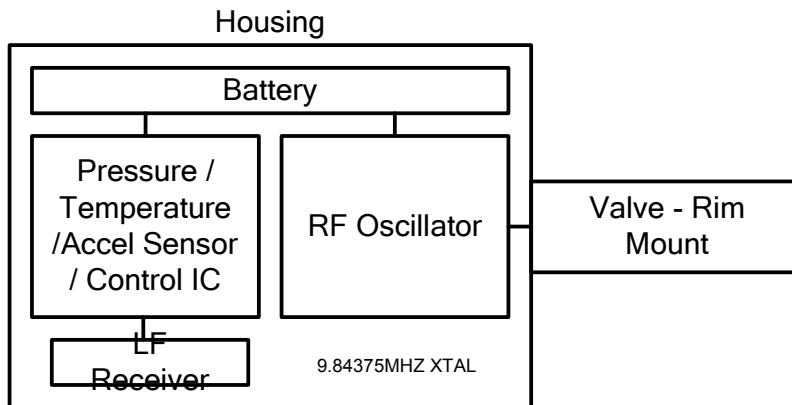 Housing
Battery
Pressure /
Temperature
/Accel Sensor
/ Control IC
RF Oscillator
Valve - Rim
Mount
LF
Receiver
9.84375MHZ XTAL